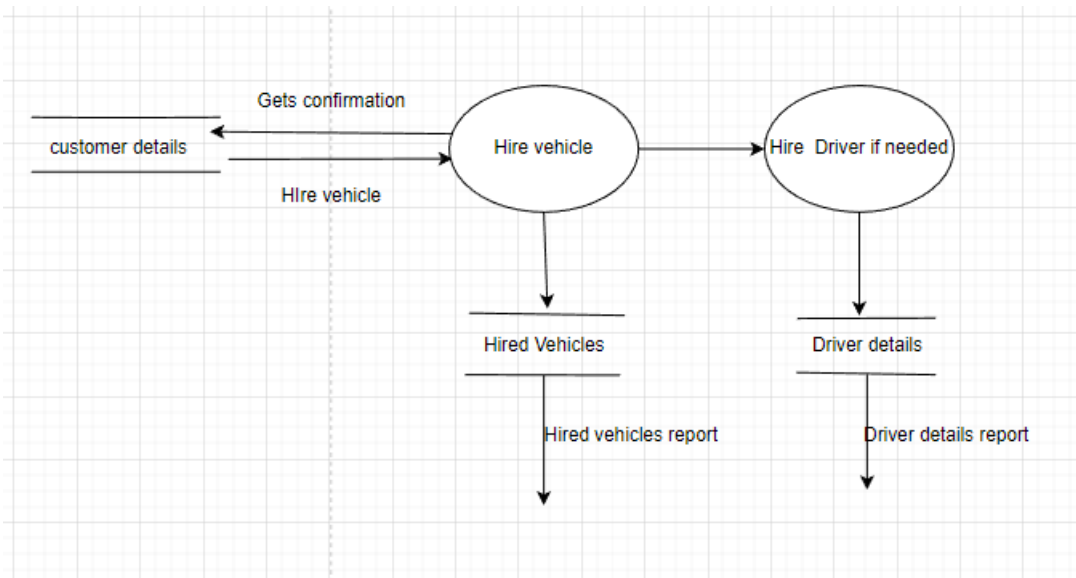 Gets confirmation
customer details
Hire vehicle
Hire Driver if needed
HIre vehicle
Hired Vehicles
Driver details
Hired vehicles report
Driver details report